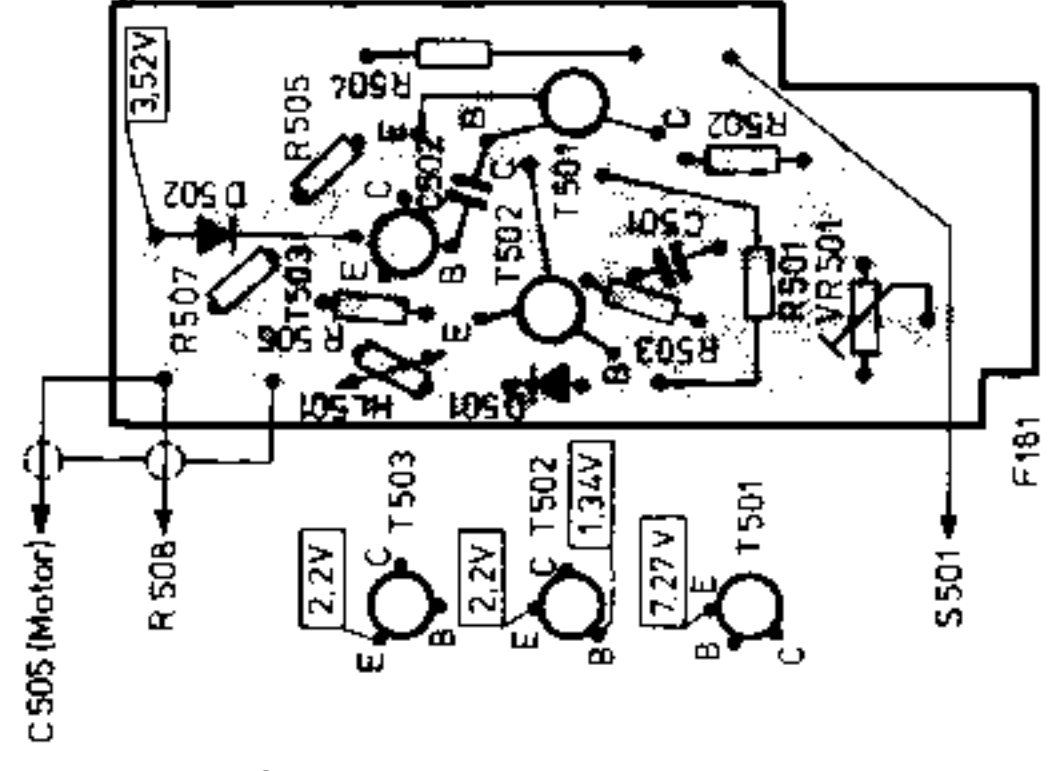 3,52V
R504
R505
E
B
C
R502
C502
C
C
T501
D502
T502
C501
E
B
R507
T503
R506
E
R503
R501
VR501
B
HL501
D501
F181
C505 (Motor)
R508
2,2V
C
T503
E
B
2,2V
C
T502
1.34V
E
B
7,27V
E
T501
B
C
S501